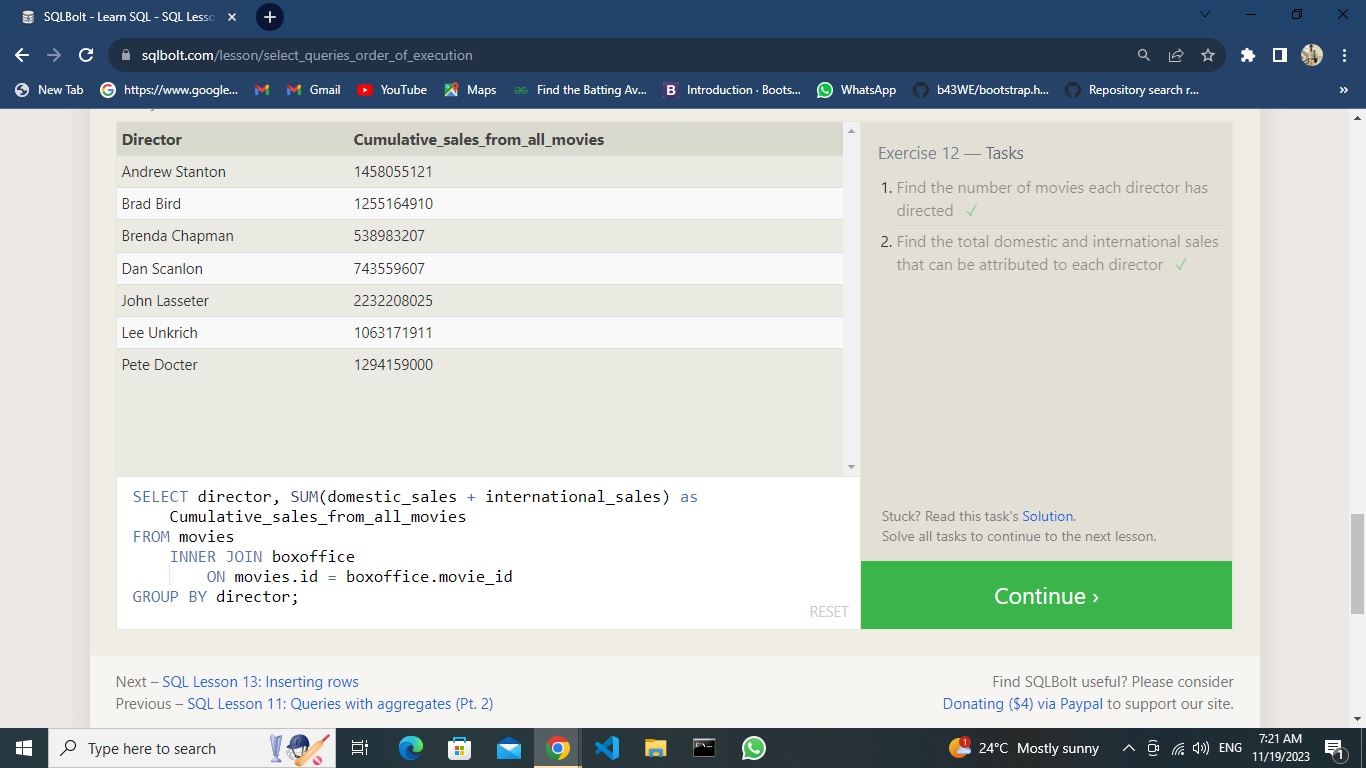 SQLBolt - Learn SQL - SQL Lesso
sqlbolt.com/lesson/select_queries_order_of_execution
New Tab https://www.google... Gmail YouTube Maps Find the Batting Av... Introduction · Boots... WhatsApp b43WE/bootstrap.h... Repository search r... »
Director Cumulative_sales_from_all_movies
Andrew Stanton 1458055121
Brad Bird 1255164910
Brenda Chapman 538983207
Dan Scanlon 743559607
John Lasseter 2232208025
Lee Unkrich 1063171911
Pete Docter 1294159000
SELECT director, SUM(domestic_sales + international_sales) as
Cumulative_sales_from_all_movies
FROM movies
INNER JOIN boxoffice
ON movies.id = boxoffice.movie_id
GROUP BY director;
RESET
Exercise 12 — Tasks
1. Find the number of movies each director has
directed ✓
2. Find the total domestic and international sales
that can be attributed to each director ✓
Stuck? Read this task's Solution.
Solve all tasks to continue to the next lesson.
Continue ›
Next – SQL Lesson 13: Inserting rows
Previous – SQL Lesson 11: Queries with aggregates (Pt. 2)
Find SQLBolt useful? Please consider
Donating ($4) via Paypal to support our site.
Type here to search
1
24°C Mostly sunny
ENG
7:21 AM
11/19/2023
1